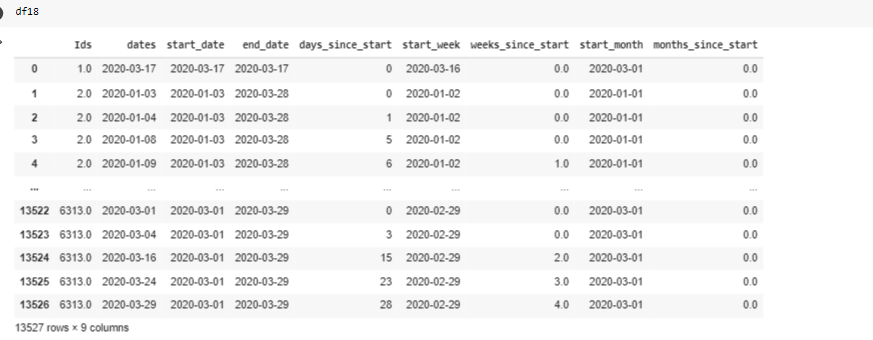 df18
Ids dates start_date end_date days_since_start start_week weeks_since_start start_month months_since_start
0 1.0 2020-03-17 2020-03-17 2020-03-17 0 2020-03-16 0.0 2020-03-01 0.0
1 2.0 2020-01-03 2020-01-03 2020-03-28 0 2020-01-02 0.0 2020-01-01 0.0
2 2.0 2020-01-04 2020-01-03 2020-03-28 1 2020-01-02 0.0 2020-01-01 0.0
3 2.0 2020-01-08 2020-01-03 2020-03-28 5 2020-01-02 0.0 2020-01-01 0.0
4 2.0 2020-01-09 2020-01-03 2020-03-28 6 2020-01-02 1.0 2020-01-01 0.0
... ... ... ... ... ... ... ... ... ...
13522 6313.0 2020-03-01 2020-03-01 2020-03-29 0 2020-02-29 0.0 2020-03-01 0.0
13523 6313.0 2020-03-04 2020-03-01 2020-03-29 3 2020-02-29 0.0 2020-03-01 0.0
13524 6313.0 2020-03-16 2020-03-01 2020-03-29 15 2020-02-29 2.0 2020-03-01 0.0
13525 6313.0 2020-03-24 2020-03-01 2020-03-29 23 2020-02-29 3.0 2020-03-01 0.0
13526 6313.0 2020-03-29 2020-03-01 2020-03-29 28 2020-02-29 4.0 2020-03-01 0.0
13527 rows × 9 columns